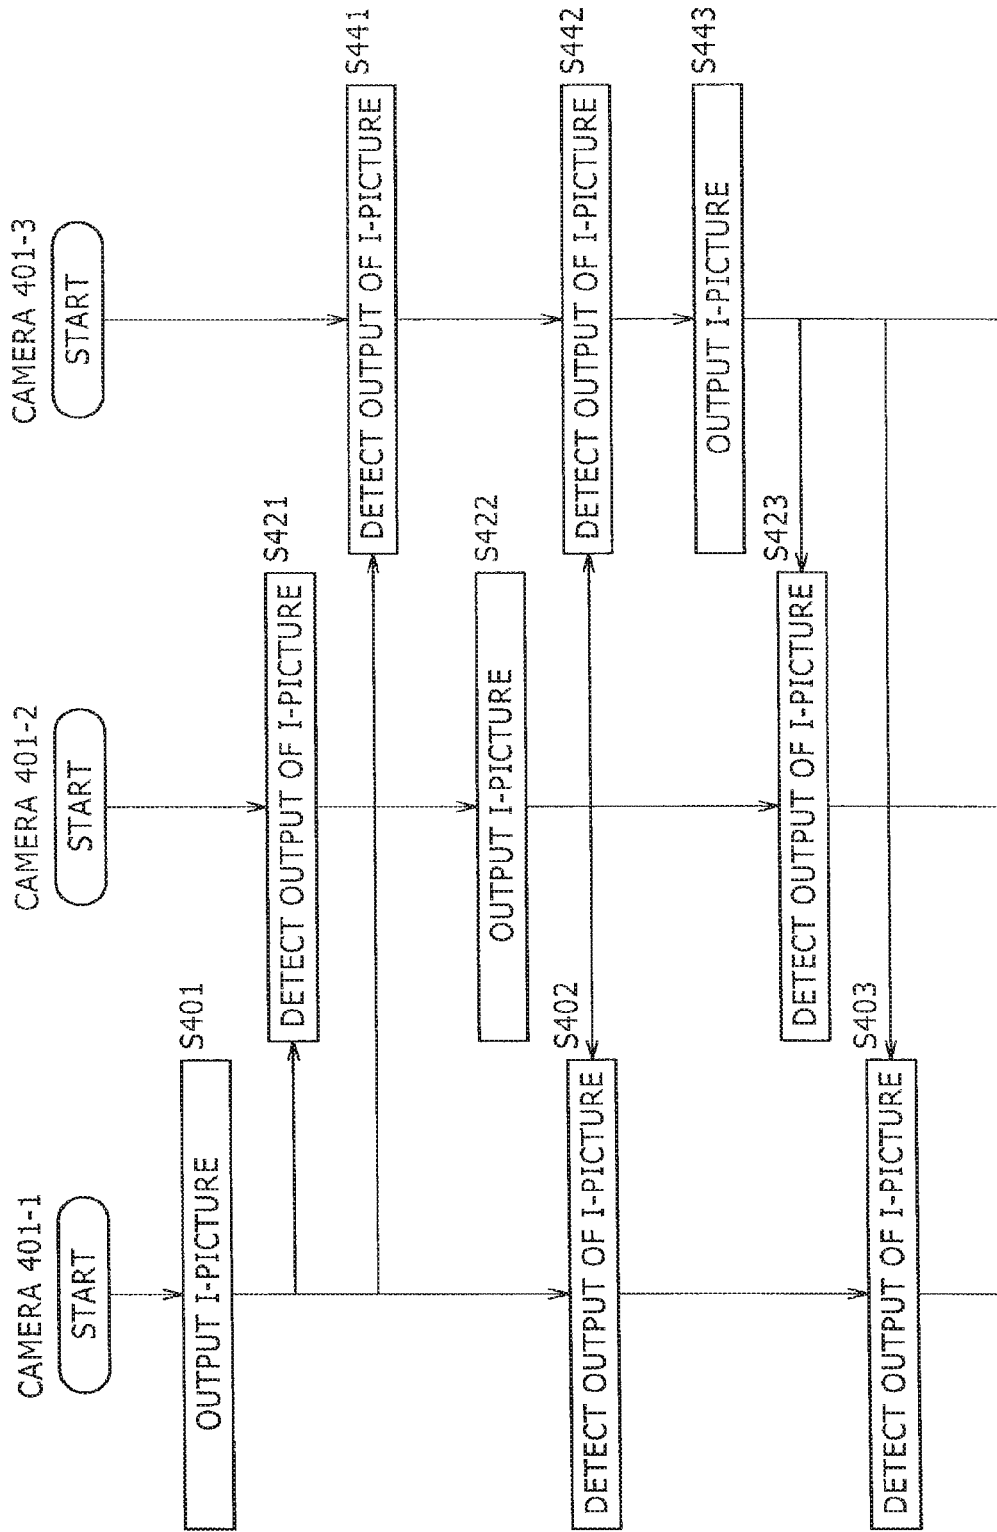 CAMERA 401-1
START
S401
OUTPUT I-PICTURE
S402
DETECT OUTPUT OF I-PICTURE
S403
DETECT OUTPUT OF I-PICTURE
CAMERA 401-2
START
S421
DETECT OUTPUT OF I-PICTURE
S422
OUTPUT I-PICTURE
S423
DETECT OUTPUT OF I-PICTURE
CAMERA 401-3
START
S441
DETECT OUTPUT OF I-PICTURE
S442
DETECT OUTPUT OF I-PICTURE
S443
OUTPUT I-PICTURE